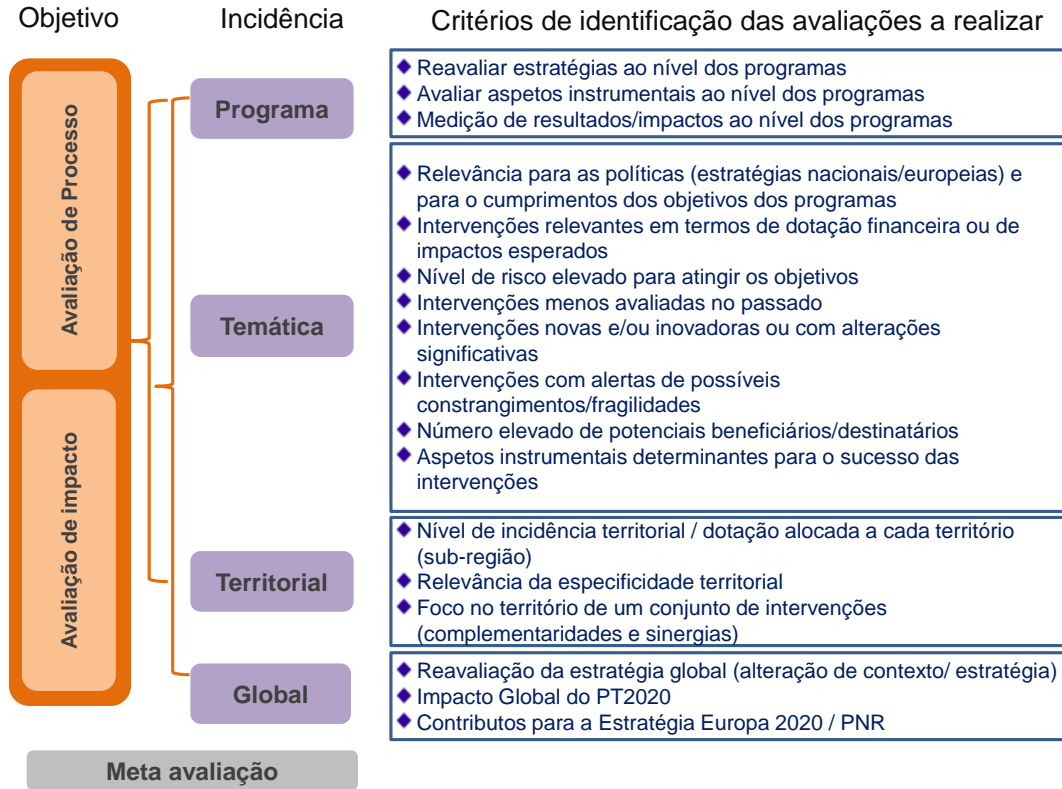 Objetivo
Incidência
Critérios de identificação das avaliações a realizar
Avaliação de Processo
Avaliação de impacto
Programa
Reavaliar estratégias ao nível dos programas
Avaliar aspetos instrumentais ao nível dos programas
Medição de resultados/impactos ao nível dos programas
Temática
Relevância para as políticas (estratégias nacionais/europeias) e
para o cumprimentos dos objetivos dos programas
Intervenções relevantes em termos de dotação financeira ou de
impactos esperados
Nível de risco elevado para atingir os objetivos
Intervenções menos avaliadas no passado
Intervenções novas e/ou inovadoras ou com alterações
significativas
Intervenções com alertas de possíveis
constrangimentos/fragilidades
Número elevado de potenciais beneficiários/destinatários
Aspetos instrumentais determinantes para o sucesso das
intervenções
Territorial
Nível de incidência territorial / dotação alocada a cada território
(sub-região)
Relevância da especificidade territorial
Foco no território de um conjunto de intervenções
(complementaridades e sinergias)
Global
Reavaliação da estratégia global (alteração de contexto/ estratégia)
Impacto Global do PT2020
Contributos para a Estratégia Europa 2020 / PNR
Meta avaliação